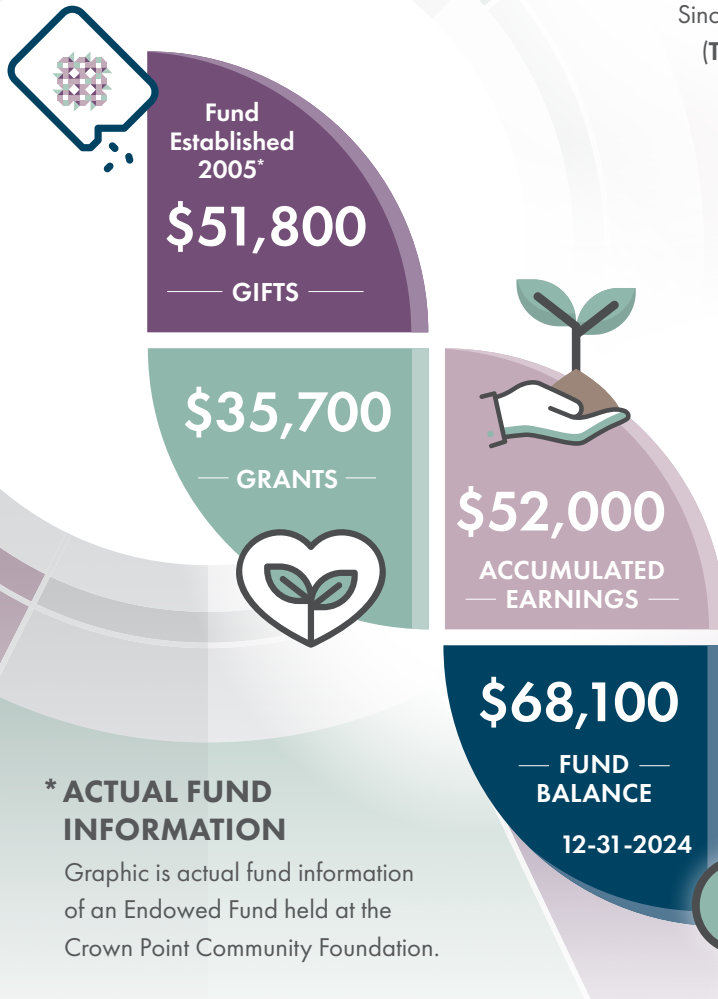 (
Fund
Established
2005*
$51,800
GIFTS
$35,700
GRANTS
$52,000
ACCUMULATED
EARNINGS
$68,100
FUND
BALANCE
12-31-2024
* ACTUAL FUND
INFORMATION
Graphic is actual fund information
of an Endowed Fund held at the
Crown Point Community Foundation.